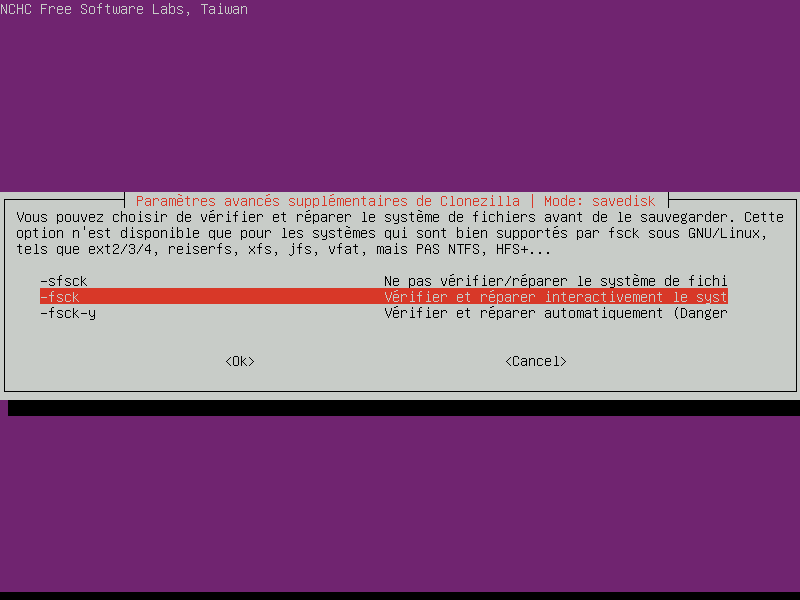 NCHC Free Software Labs, Taiwan
Paramètres avancés supplémentaires de Clonezilla | Mode: savedisk
Vous pouvez choisir de vérifier et réparer le système de fichiers avant de le sauvegarder. Cette
option n'est disponible que pour les systèmes qui sont bien supportés par fsck sous GNU/Linux,
tels que ext2/3/4, reiserfs, xfs, jfs, vfat, mais PAS NTFS, HFS+...
-sfsck Ne pas vérifier/réparer le système de fichi
-fsck Vérifier et réparer interactivement le syst
-fsck-y Vérifier et réparer automatiquement (Danger
<Ok> <Cancel>